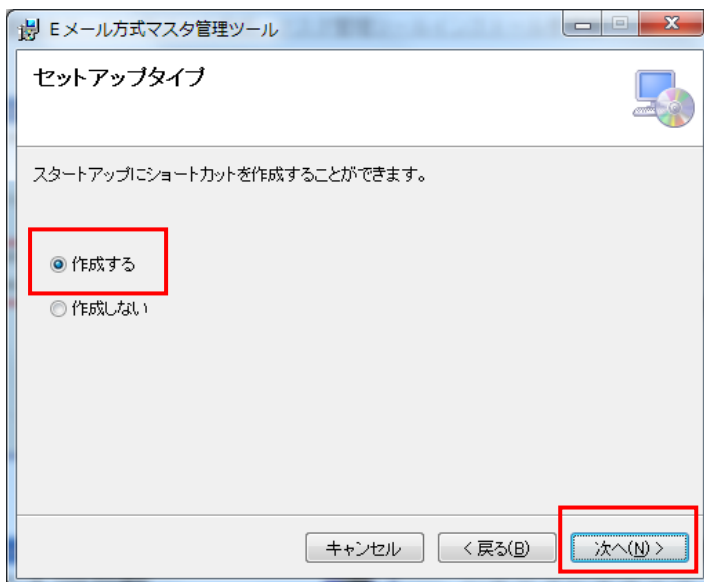 Eメール方式マスタ管理ツール
セットアップタイプ
スタートアップにショートカットを作成することができます。
作成する
作成しない
キャンセル
< 戻る(B)
次へ(N) >